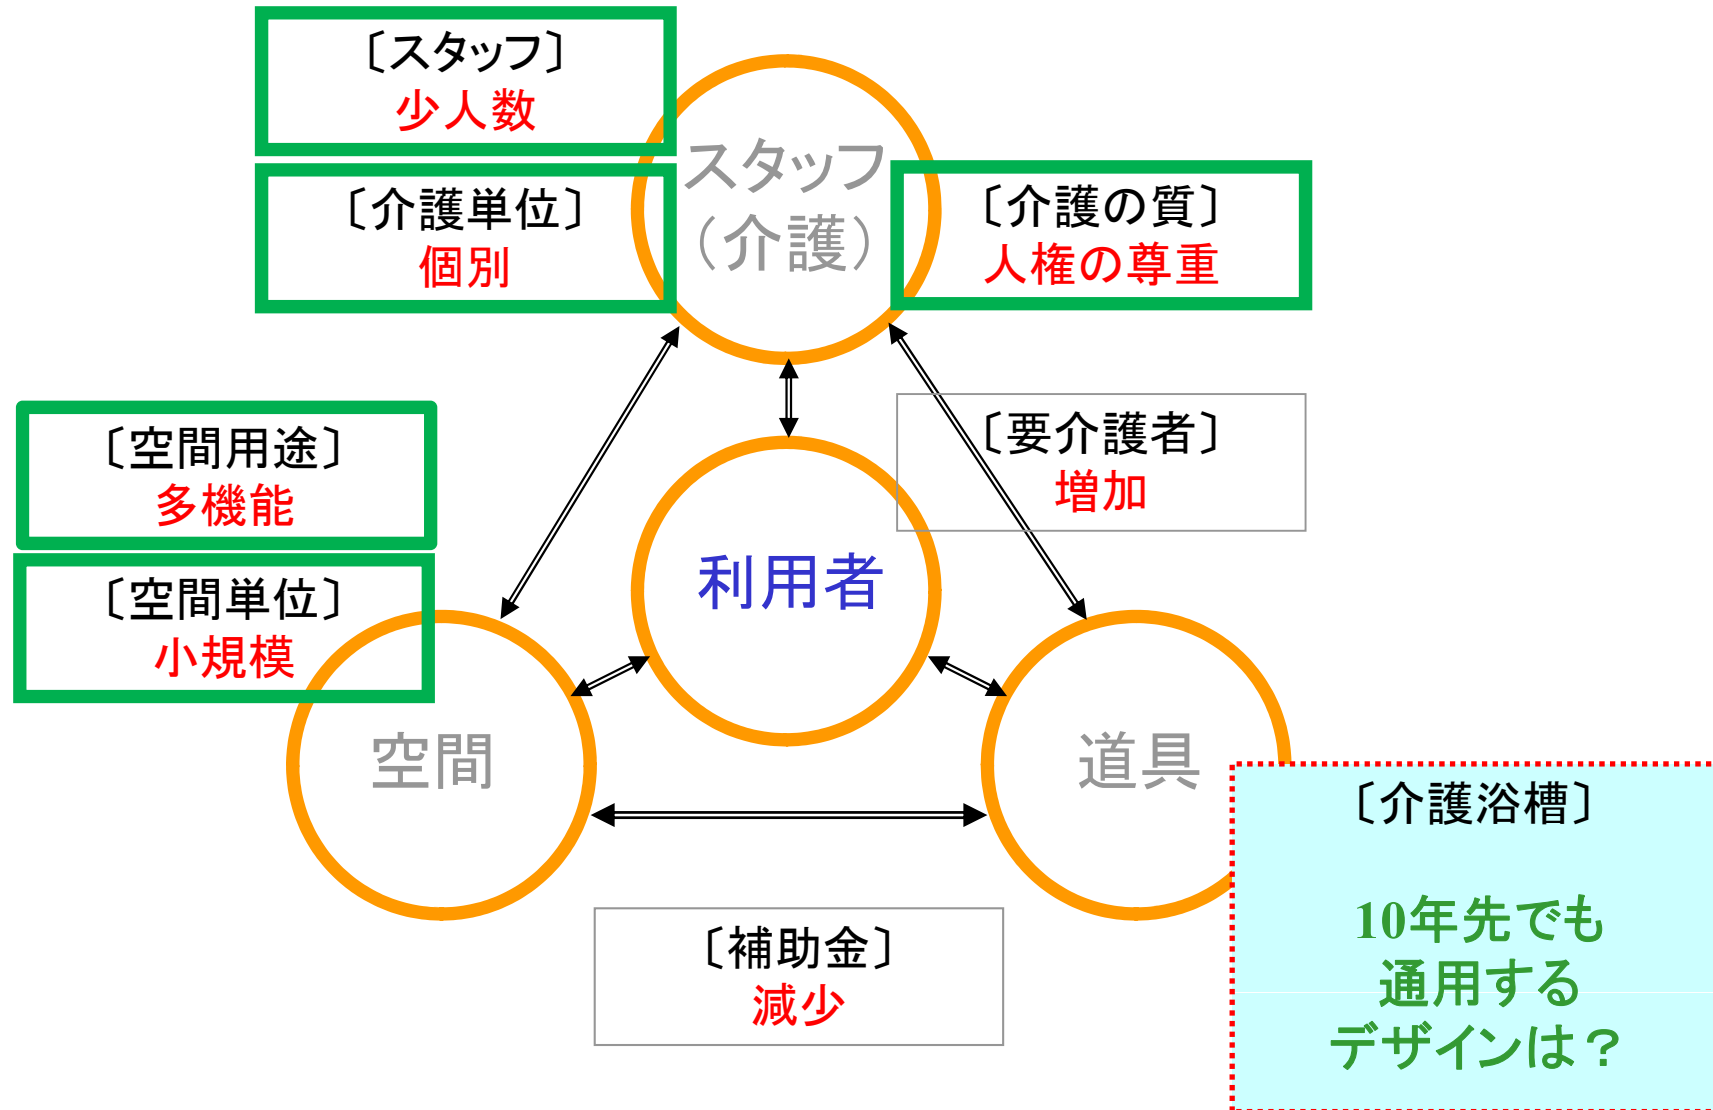 〔スタッフ〕
少人数
スタッフ
（介護）
〔介護単位〕
個別
〔介護の質〕
人権の尊重
〔空間用途〕
多機能
〔要介護者〕
増加
〔空間単位〕
小規模
利用者
空間
道具
〔介護浴槽〕
10年先でも
通用する
デザインは？
〔補助金〕
減少